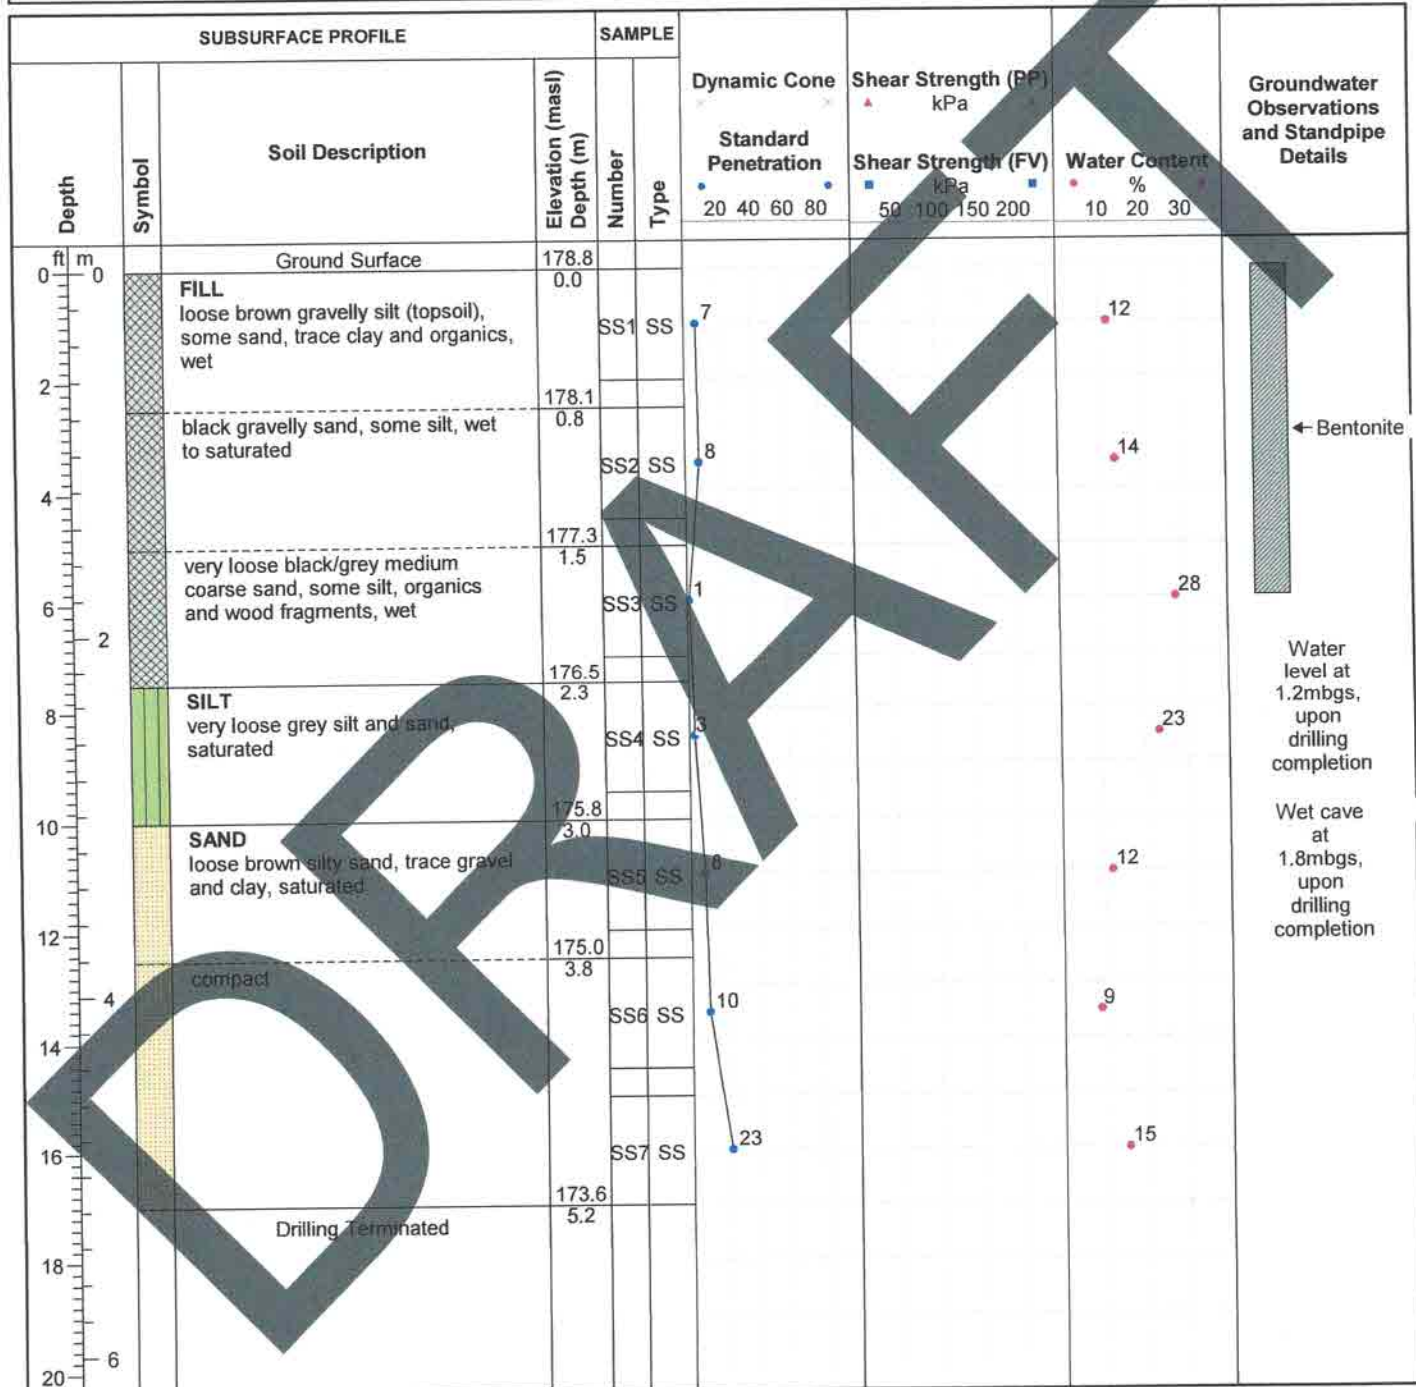 SUBSURFACE PROFILE
SAMPLE
Depth
Symbol
Soil Description
Elevation (masl)
Depth (m)
Number
Type
Dynamic Cone
Standard
Penetration
20 40 60 80
Shear Strength (PP)
kPa
Shear Strength (FV)
kPa
50 100 150 200
Water Content
%
10 20 30
Groundwater
Observations
and Standpipe
Details
ft m
0 0
2
4
6
2
8
10
12
4
14
16
18
6
20
Ground Surface
178.8
0.0
FILL
loose brown gravelly silt (topsoil),
some sand, trace clay and organics,
wet
SS1 SS
7
12
178.1
0.8
black gravelly sand, some silt, wet
to saturated
SS2 SS
8
14
Bentonite
177.3
1.5
very loose black/grey medium
coarse sand, some silt, organics
and wood fragments, wet
SS3 SS
1
28
176.5
2.3
SILT
very loose grey silt and sand,
saturated
SS4 SS
3
23
Water
level at
1.2mbgs,
upon
drilling
completion
175.8
3.0
SAND
loose brown silty sand, trace gravel
and clay, saturated
SS5 SS
8
12
Wet cave
at
1.8mbgs,
upon
drilling
completion
175.0
3.8
compact
SS6 SS
10
9
SS7 SS
23
15
173.6
5.2
Drilling Terminated
DRAFT